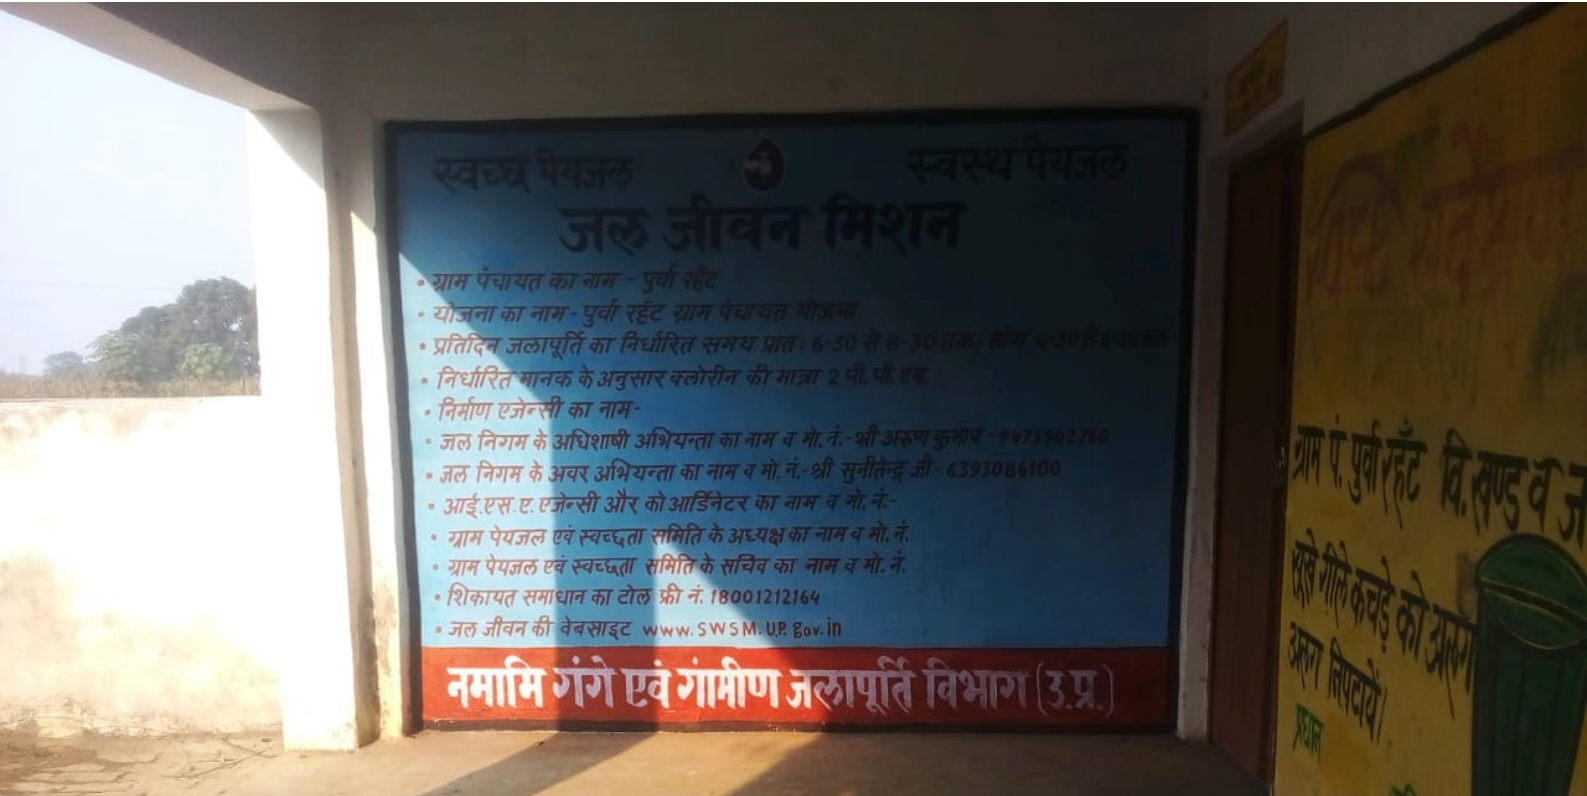 स्वच्छ पेयजल
स्वस्थ पेयजल
जल जीवन मिशन
• ग्राम पंचायत का नाम - पुर्वा रहँट
• योजना का नाम - पुर्वा रहँट ग्राम पंचायत योजना
• प्रतिदिन जलापूर्ति का निर्धारित समय प्रातः 6-30 से 8-30 तक।
• निर्धारित मानक के अनुसार क्लोरीन की मात्रा 2 पी.पी.एम.
• निर्माण एजेन्सी का नाम-
• जल निगम के अधिशाषी अभियन्ता का नाम व मो.नं.-श्री अरुण कुमार -9473942760
• जल निगम के अवर अभियन्ता का नाम व मो. नं.-श्री सुनीतेन्द्र जी - 6393086100
• आई.एस.ए. एजेन्सी और को आर्डिनेटर का नाम व मो. नं.-
• ग्राम पेयजल एवं स्वच्छता समिति के अध्यक्ष का नाम व मो. नं.
• ग्राम पेयजल एवं स्वच्छता समिति के सचिव का नाम व मो. नं.
• शिकायत समाधान का टोल फ्री नं. 18001212164
• जल जीवन की वेबसाइट www.SWSM.UP.gov.in
नमामि गंगे एवं गांमीण जलापूर्ति विभाग (उ.प्र.)
ग्राम पं. पुर्वा रहँट वि.खण्ड व
सूखे गीले कचड़े को अलग
अलग निपटायें।
प्रधान